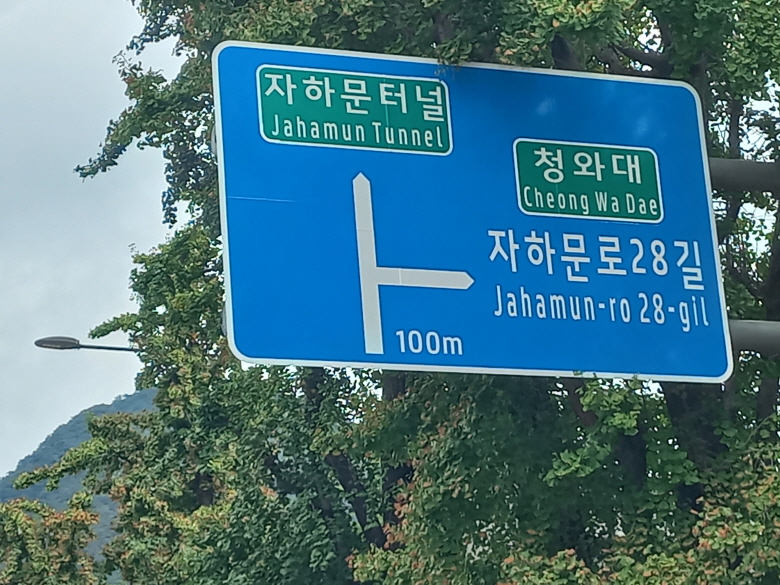 자하문터널
Jahamun Tunnel
청와대
Cheong Wa Dae
자하문로28길
Jahamun-ro 28-gil
100m